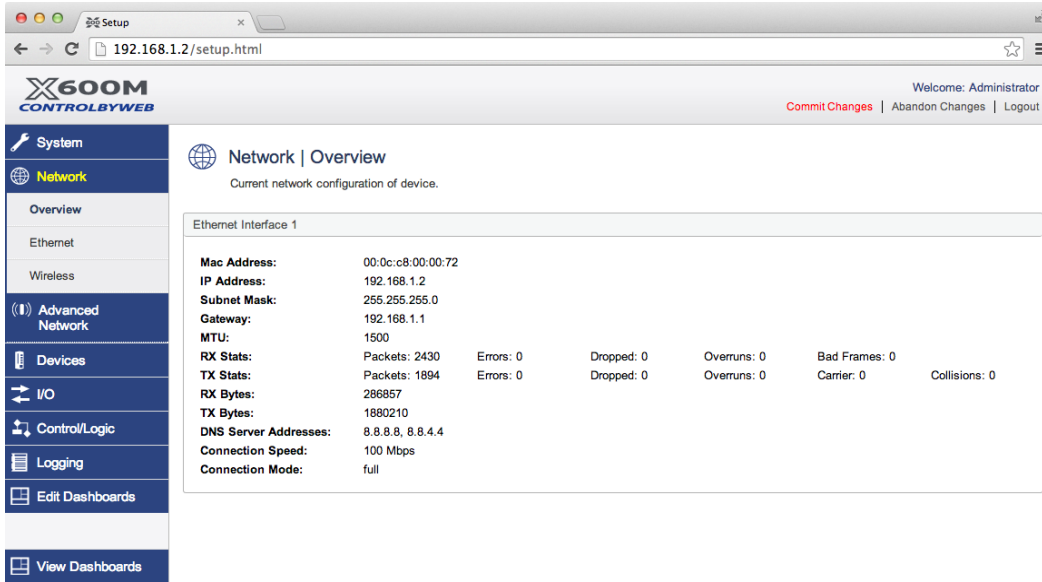 Setup
192.168.1.2/setup.html
X600M
CONTROLBYWEB
Welcome: Administrator
Commit Changes | Abandon Changes | Logout
System
Network
Overview
Ethernet
Wireless
Advanced
Network
Devices
I/O
Control/Logic
Logging
Edit Dashboards
View Dashboards
Network | Overview
Current network configuration of device.
Ethernet Interface 1
Mac Address: 00:0c:c8:00:00:72
IP Address: 192.168.1.2
Subnet Mask: 255.255.255.0
Gateway: 192.168.1.1
MTU: 1500
RX Stats: Packets: 2430 Errors: 0 Dropped: 0 Overruns: 0 Bad Frames: 0
TX Stats: Packets: 1894 Errors: 0 Dropped: 0 Overruns: 0 Carrier: 0 Collisions: 0
RX Bytes: 286857
TX Bytes: 1880210
DNS Server Addresses: 8.8.8.8, 8.8.4.4
Connection Speed: 100 Mbps
Connection Mode: full